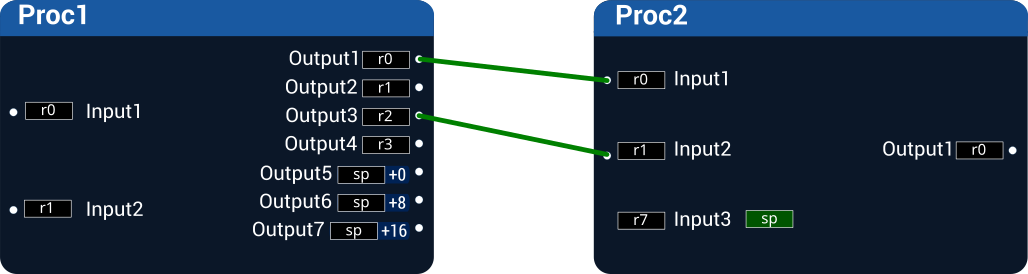 Proc1
r0 Input1
r1 Input2
Output1 r0
Output2 r1
Output3 r2
Output4 r3
Output5 sp +0
Output6 sp +8
Output7 sp +16
Proc2
r0 Input1
r1 Input2
r7 Input3 sp
Output1 r0